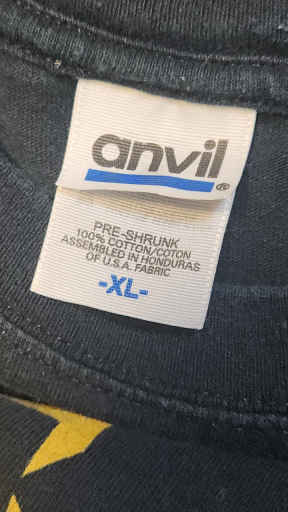 anvil®
PRE-SHRUNK
100% COTTON/COTON
ASSEMBLED IN HONDURAS
OF U.S.A. FABRIC
-XL-